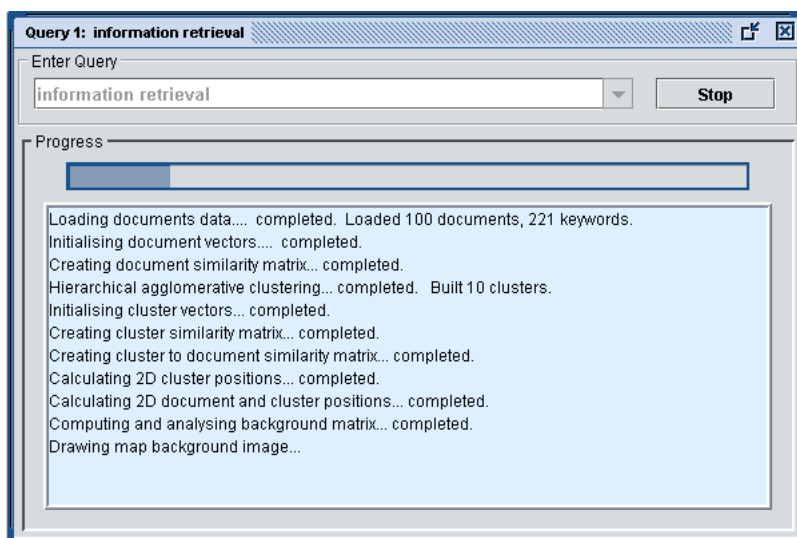 Query 1: information retrieval
Enter Query
information retrieval
Stop
Progress
Loading documents data.... completed. Loaded 100 documents, 221 keywords.
Initialising document vectors.... completed.
Creating document similarity matrix... completed.
Hierarchical agglomerative clustering... completed. Built 10 clusters.
Initialising cluster vectors... completed.
Creating cluster similarity matrix... completed.
Creating cluster to document similarity matrix... completed.
Calculating 2D cluster positions... completed.
Calculating 2D document and cluster positions... completed.
Computing and analysing background matrix... completed.
Drawing map background image...